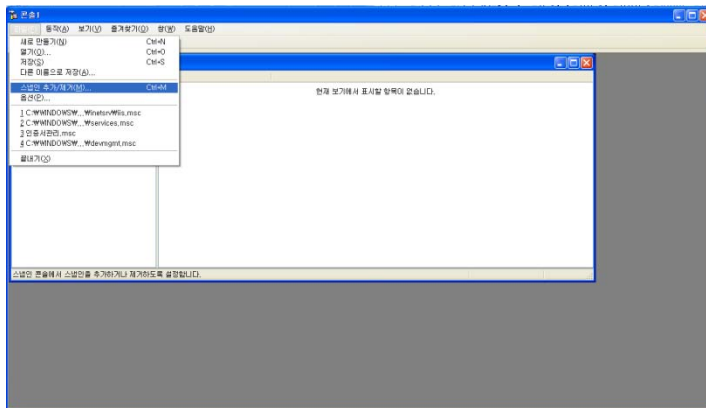 콘솔1
동작(A) 보기(V) 즐겨찾기(O) 창(W) 도움말(H)
새로 만들기(N) Ctrl+N
열기(O)... Ctrl+O
저장(S) Ctrl+S
다른 이름으로 저장(A)...
스냅인 추가/제거(M)... Ctrl+M
옵션(P)...
1 C:₩WINDOWS₩...₩inetsrv₩iis.msc
2 C:₩WINDOWS₩...₩services.msc
3 인증서관리.msc
4 C:₩WINDOWS₩...₩devmgmt.msc
끝내기(X)
현재 보기에서 표시할 항목이 없습니다.
스냅인 콘솔에서 스냅인을 추가하거나 제거하도록 설정합니다.